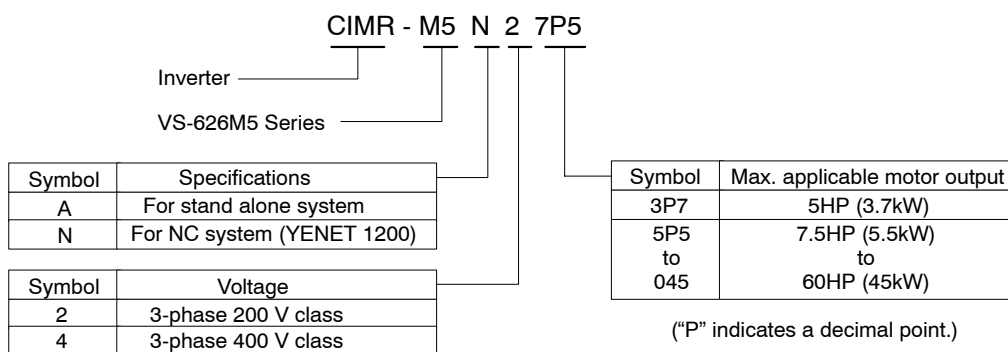 CIMR - M5 N 2 7P5
Inverter
VS-626M5 Series
Symbol Specifications
A For stand alone system
N For NC system (YENET 1200)
Symbol Voltage
2 3-phase 200 V class
4 3-phase 400 V class
Symbol Max. applicable motor output
3P7 5HP (3.7kW)
5P5 7.5HP (5.5kW)
to to
045 60HP (45kW)
(“P” indicates a decimal point.)